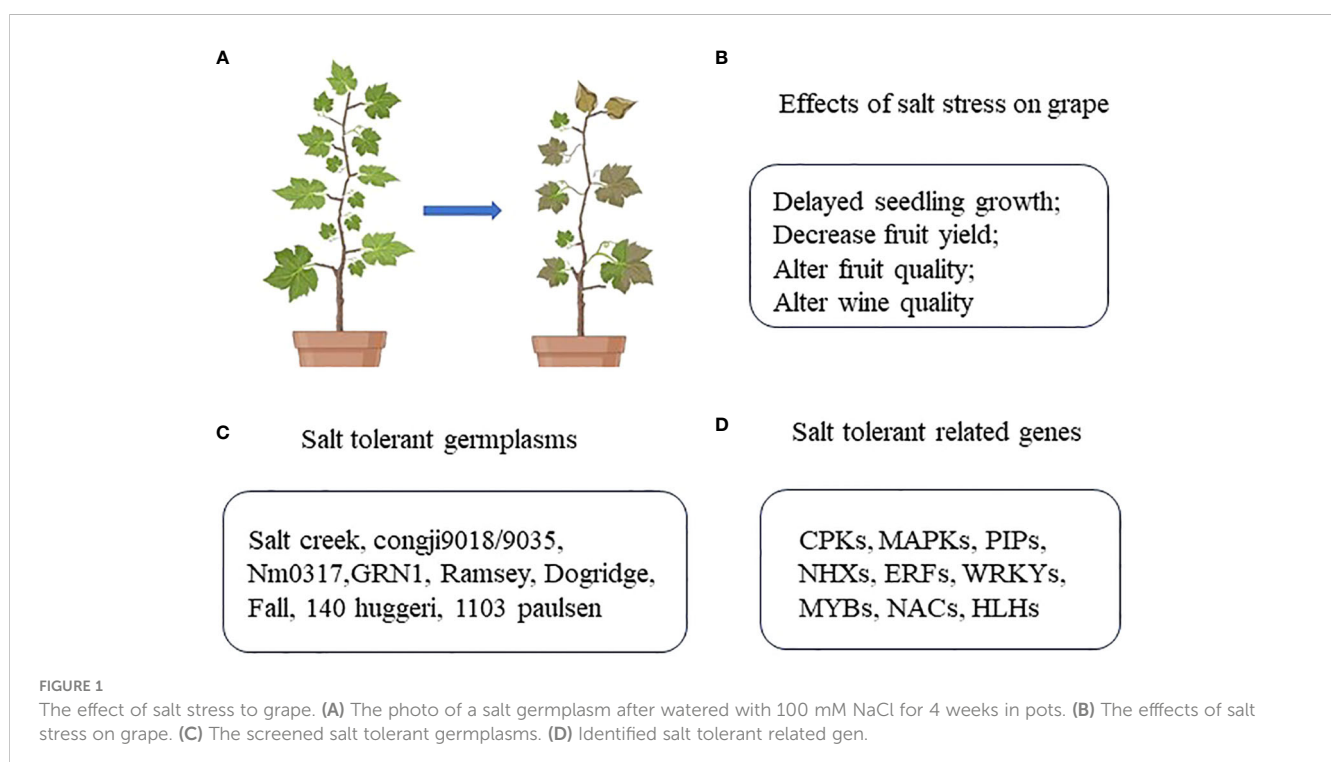 A
B
Effects of salt stress on grape
Delayed seedling growth;
Decrease fruit yield;
Alter fruit quality;
Alter wine quality
C
Salt tolerant germplasms
Salt creek, congji9018/9035,
Nm0317,GRN1, Ramsey, Dogridge,
Fall, 140 huggeri, 1103 paulsen
D
Salt tolerant related genes
CPKs, MAPKs, PIPs,
NHXs, ERFs, WRKYs,
MYBs, NACs, HLHs
FIGURE 1
The effect of salt stress to grape. (A) The photo of a salt germplasm after watered with 100 mM NaCl for 4 weeks in pots. (B) The efffects of salt
stress on grape. (C) The screened salt tolerant germplasms. (D) Identified salt tolerant related gen.